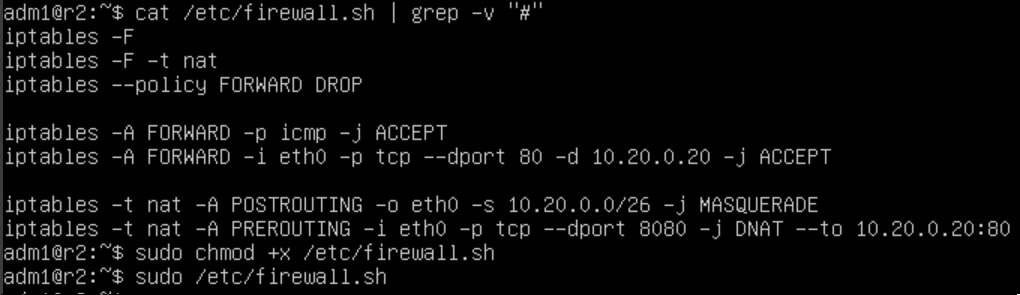 adm1@r2:~$ cat /etc/firewall.sh | grep -v "#"
iptables -F
iptables -F -t nat
iptables --policy FORWARD DROP
iptables -A FORWARD -p icmp -j ACCEPT
iptables -A FORWARD -i eth0 -p tcp --dport 80 -d 10.20.0.20 -j ACCEPT
iptables -t nat -A POSTROUTING -o eth0 -s 10.20.0.0/26 -j MASQUERADE
iptables -t nat -A PREROUTING -i eth0 -p tcp --dport 8080 -j DNAT --to 10.20.0.20:80
adm1@r2:~$ sudo chmod +x /etc/firewall.sh
adm1@r2:~$ sudo /etc/firewall.sh